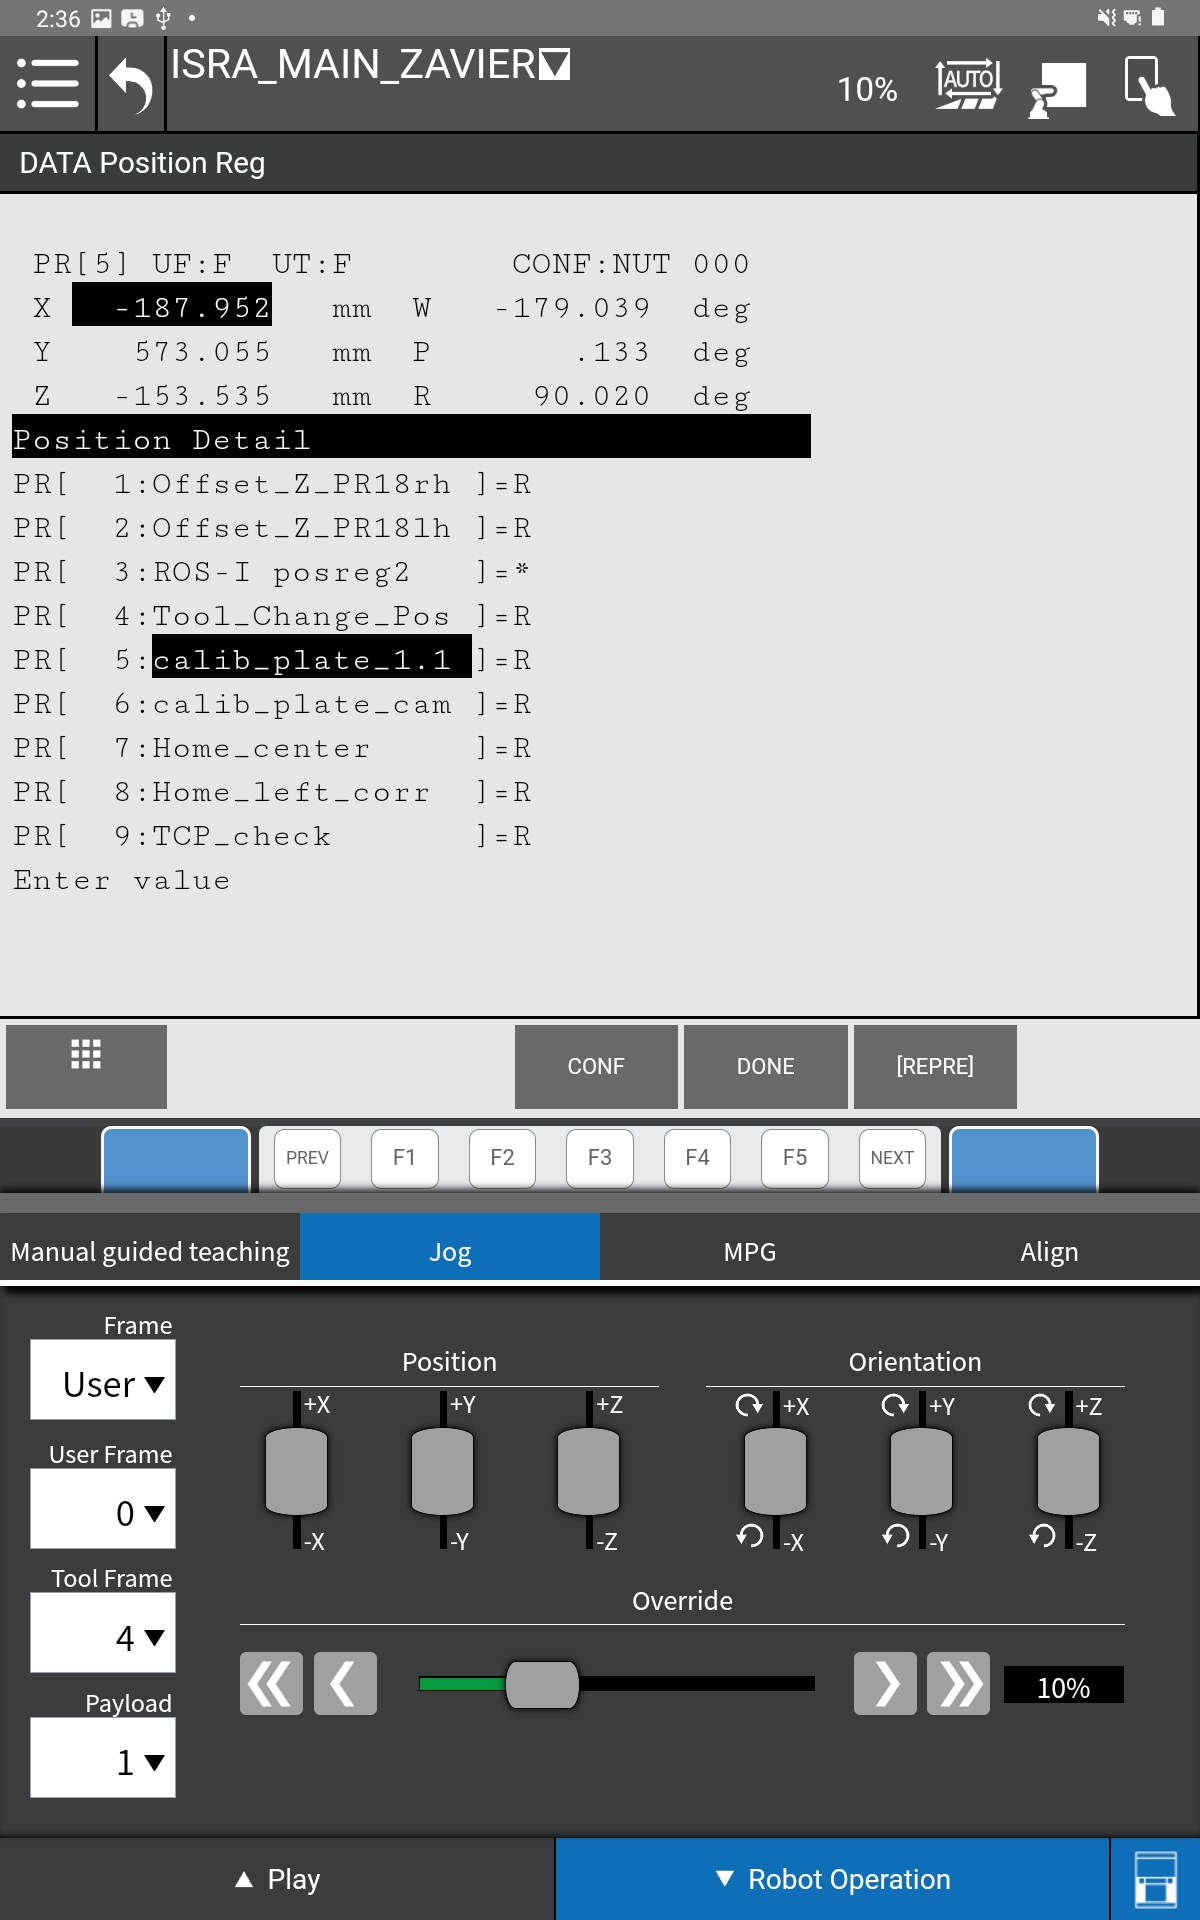 2:36
ISRA_MAIN_ZAVIER
10% AUTO
DATA Position Reg
PR[5] UF:F UT:F CONF:NUT 000
X -187.952 mm W -179.039 deg
Y 573.055 mm P .133 deg
Z -153.535 mm R 90.020 deg
Position Detail
PR[ 1:Offset_Z_PR18rh ]=R
PR[ 2:Offset_Z_PR18lh ]=R
PR[ 3:ROS-I posreg2 ]=*
PR[ 4:Tool_Change_Pos ]=R
PR[ 5:calib_plate_1.1 ]=R
PR[ 6:calib_plate_cam ]=R
PR[ 7:Home_center ]=R
PR[ 8:Home_left_corr ]=R
PR[ 9:TCP_check ]=R
Enter value
CONF DONE [REPRE]
PREV F1 F2 F3 F4 F5 NEXT
Manual guided teaching Jog MPG Align
Frame
User
User Frame
0
Tool Frame
4
Payload
1
Position
+X +Y +Z
-X -Y -Z
Orientation
+X +Y +Z
-X -Y -Z
Override
10%
Play Robot Operation